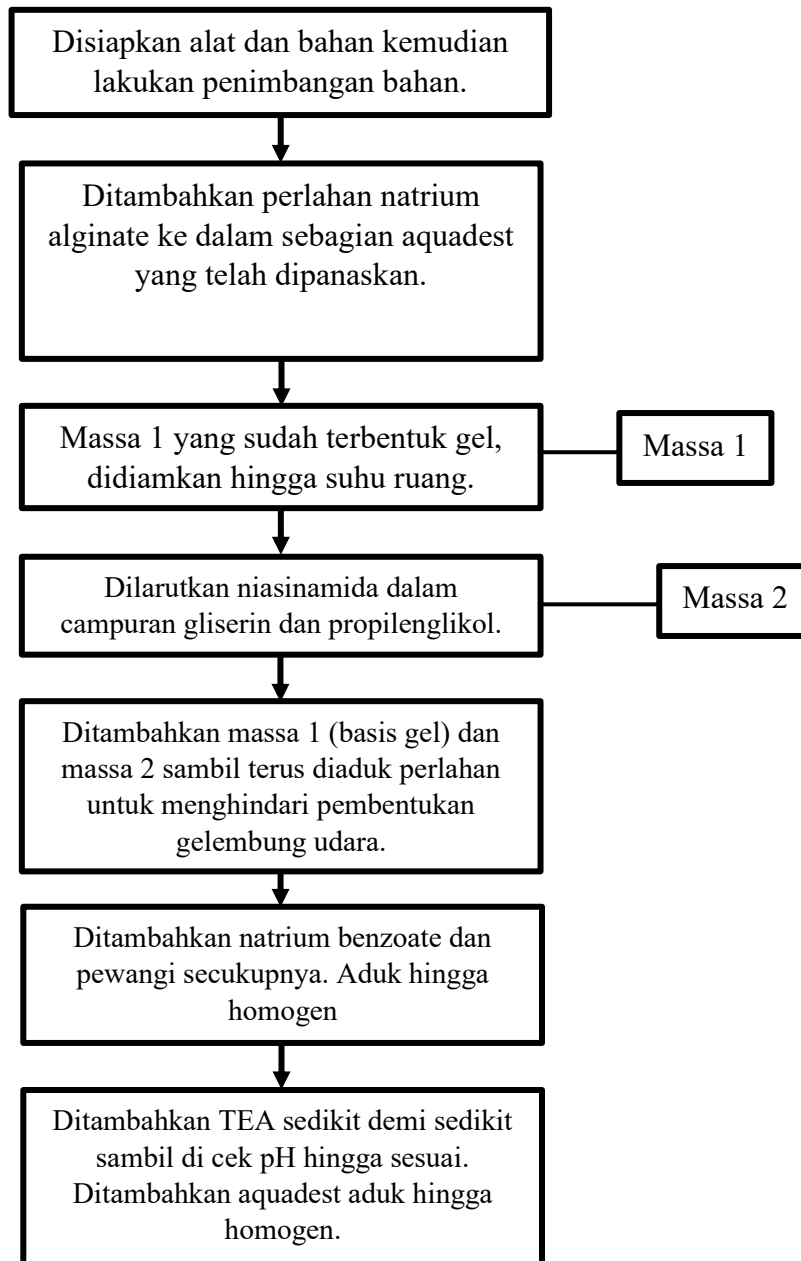 Disiapkan alat dan bahan kemudian
lakukan penimbangan bahan.
Ditambahkan perlahan natrium
alginate ke dalam sebagian aquadest
yang telah dipanaskan.
Massa 1 yang sudah terbentuk gel,
didiamkan hingga suhu ruang.
Massa 1
Dilarutkan niasinamida dalam
campuran gliserin dan propilenglikol.
Massa 2
Ditambahkan massa 1 (basis gel) dan
massa 2 sambil terus diaduk perlahan
untuk menghindari pembentukan
gelembung udara.
Ditambahkan natrium benzoate dan
pewangi secukupnya. Aduk hingga
homogen
Ditambahkan TEA sedikit demi sedikit
sambil di cek pH hingga sesuai.
Ditambahkan aquadest aduk hingga
homogen.